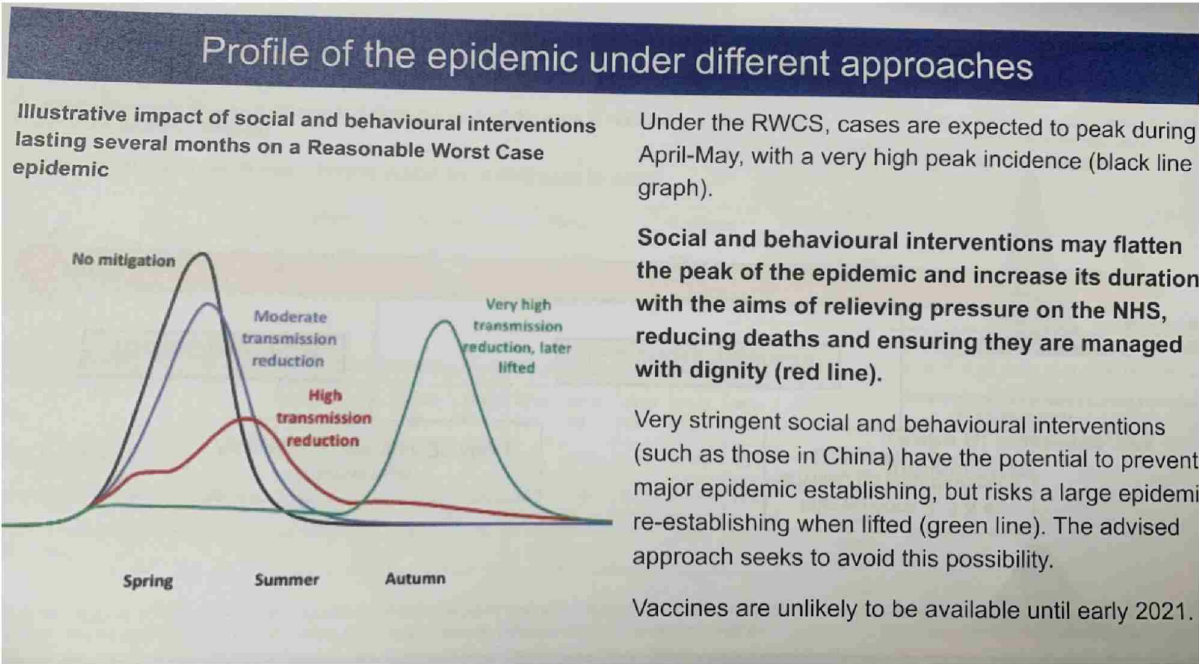 Profile of the epidemic under different approaches
Illustrative impact of social and behavioural interventions
lasting several months on a Reasonable Worst Case
epidemic
No mitigation
Moderate
transmission
reduction
High
transmission
reduction
Very high
transmission
reduction, later
lifted
Spring Summer Autumn
Under the RWCS, cases are expected to peak during
April-May, with a very high peak incidence (black line
graph).
Social and behavioural interventions may flatten
the peak of the epidemic and increase its duration
with the aims of relieving pressure on the NHS,
reducing deaths and ensuring they are managed
with dignity (red line).
Very stringent social and behavioural interventions
(such as those in China) have the potential to prevent
major epidemic establishing, but risks a large epidemi
re-establishing when lifted (green line). The advised
approach seeks to avoid this possibility.
Vaccines are unlikely to be available until early 2021.